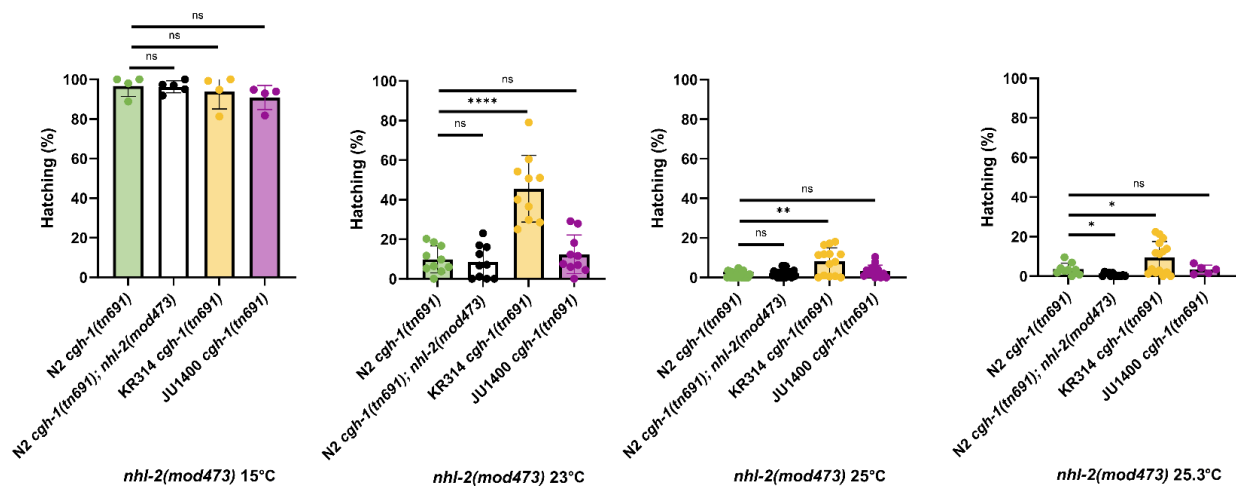 ns
ns
ns
Hatching (%)
100
80
60
40
20
0
N2 cgh-1(tn691)
N2 cgh-1(tn691); nhl-2(mod473)
KR314 cgh-1(tn691)
JU1400 cgh-1(tn691)
nhl-2(mod473) 15°C
ns
****
ns
Hatching (%)
100
80
60
40
20
0
N2 cgh-1(tn691)
N2 cgh-1(tn691); nhl-2(mod473)
KR314 cgh-1(tn691)
JU1400 cgh-1(tn691)
nhl-2(mod473) 23°C
ns
**
ns
Hatching (%)
100
80
60
40
20
0
N2 cgh-1(tn691)
N2 cgh-1(tn691); nhl-2(mod473)
KR314 cgh-1(tn691)
JU1400 cgh-1(tn691)
nhl-2(mod473) 25°C
ns
*
*
Hatching (%)
100
80
60
40
20
0
N2 cgh-1(tn691)
N2 cgh-1(tn691); nhl-2(mod473)
KR314 cgh-1(tn691)
JU1400 cgh-1(tn691)
nhl-2(mod473) 25.3°C